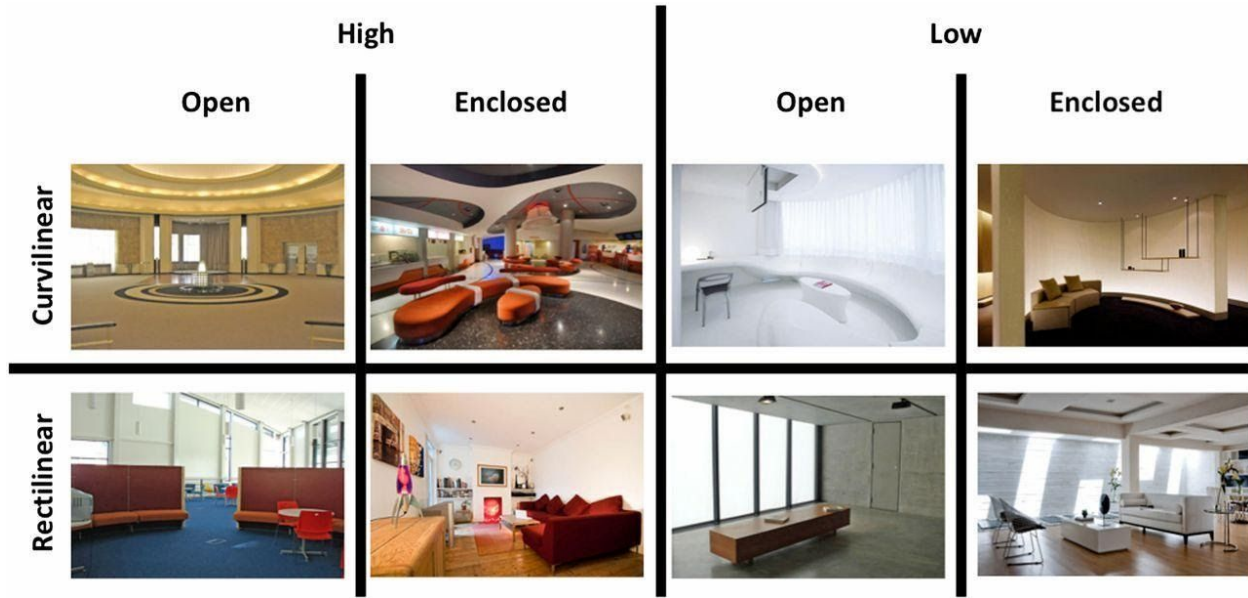 High
Low
Open
Enclosed
Open
Enclosed
Curvilinear
Rectilinear